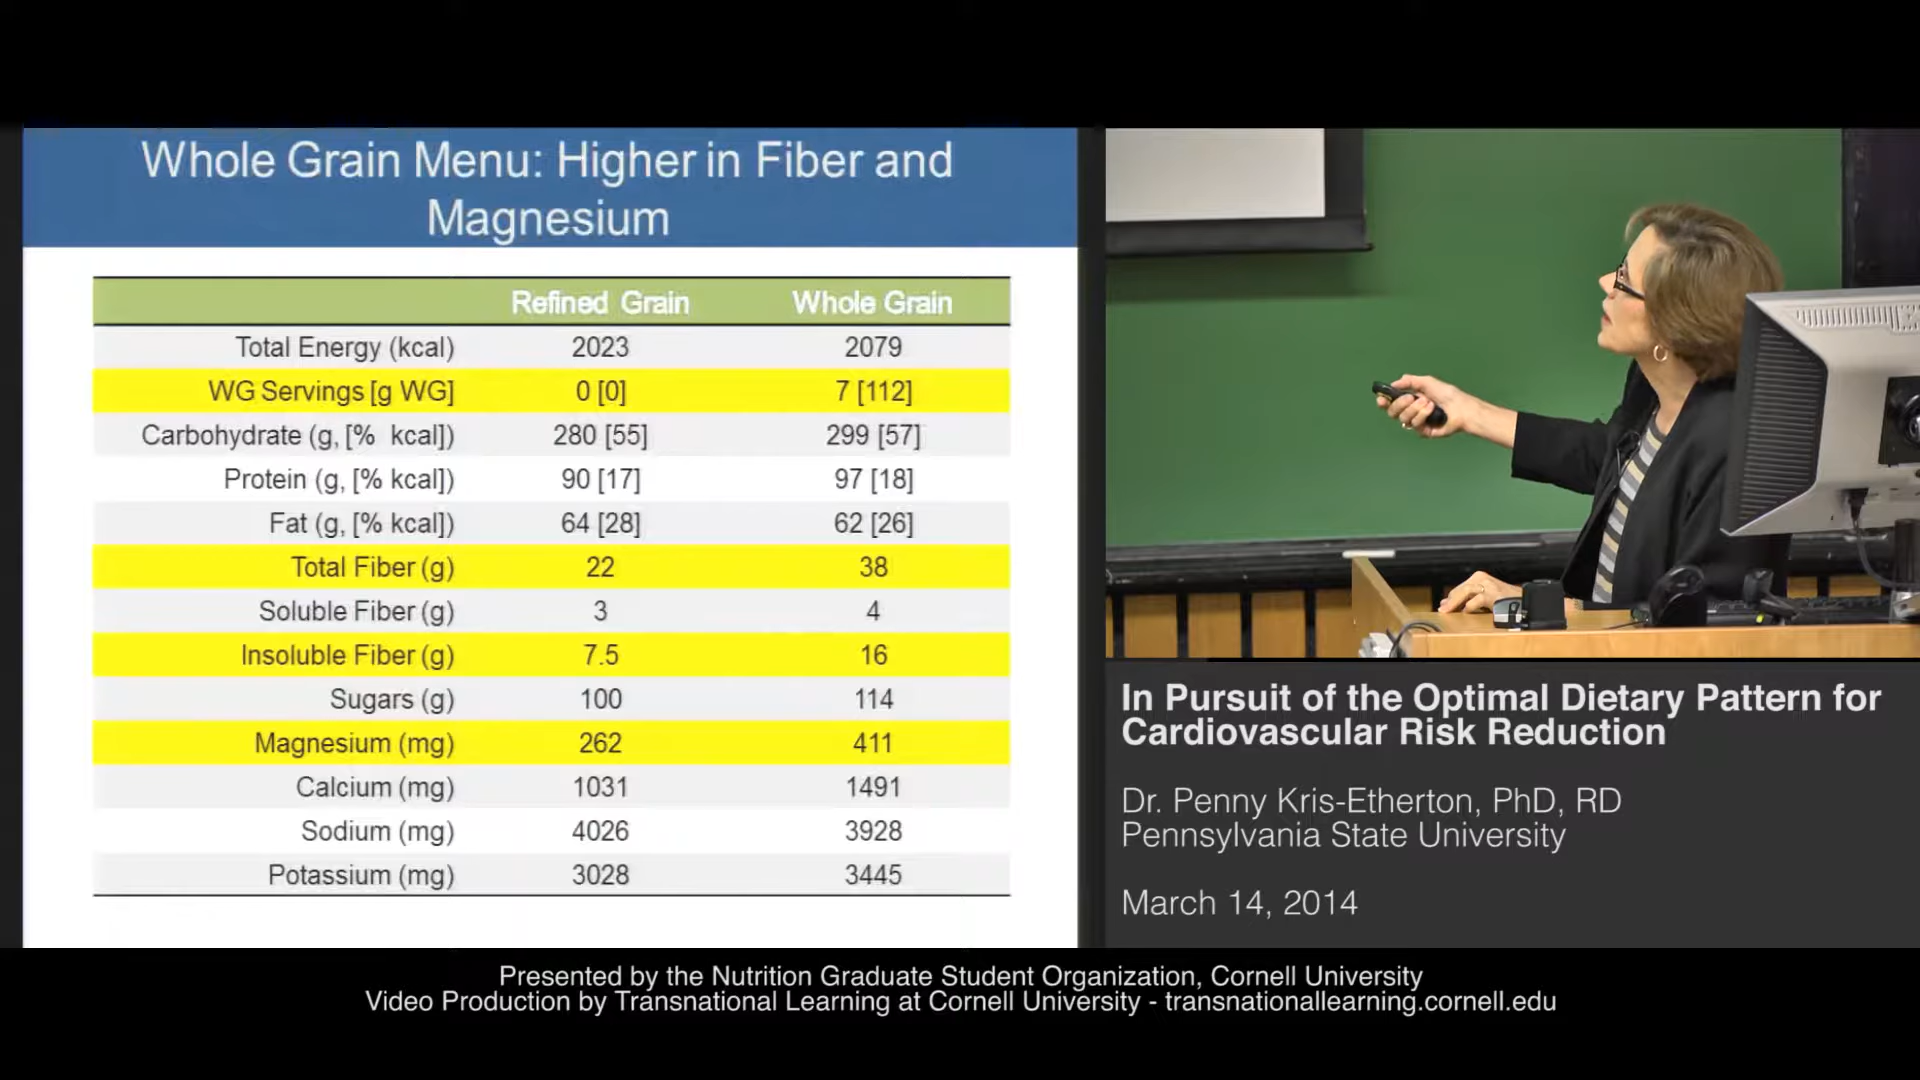 Whole Grain Menu: Higher in Fiber and
Magnesium
Refined Grain Whole Grain
Total Energy (kcal) 2023 2079
WG Servings [g WG] 0 [0] 7 [112]
Carbohydrate (g, [% kcal]) 280 [55] 299 [57]
Protein (g, [% kcal]) 90 [17] 97 [18]
Fat (g, [% kcal]) 64 [28] 62 [26]
Total Fiber (g) 22 38
Soluble Fiber (g) 3 4
Insoluble Fiber (g) 7.5 16
Sugars (g) 100 114
Magnesium (mg) 262 411
Calcium (mg) 1031 1491
Sodium (mg) 4026 3928
Potassium (mg) 3028 3445
In Pursuit of the Optimal Dietary Pattern for
Cardiovascular Risk Reduction
Dr. Penny Kris-Etherton, PhD, RD
Pennsylvania State University
March 14, 2014
Presented by the Nutrition Graduate Student Organization, Cornell University
Video Production by Transnational Learning at Cornell University - transnationallearning.cornell.edu